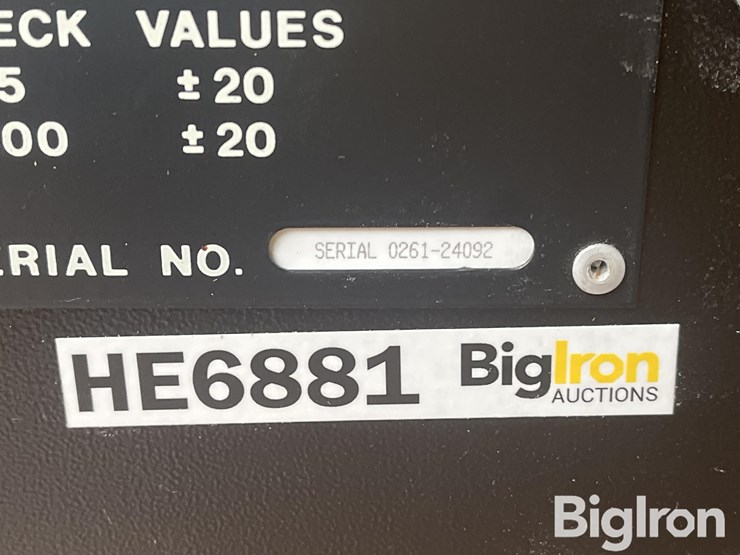 ECK VALUES
5 ±20
00 ±20
ERIAL NO. SERIAL 0261-24092
HE6881 BigIron
AUCTIONS
BigIron